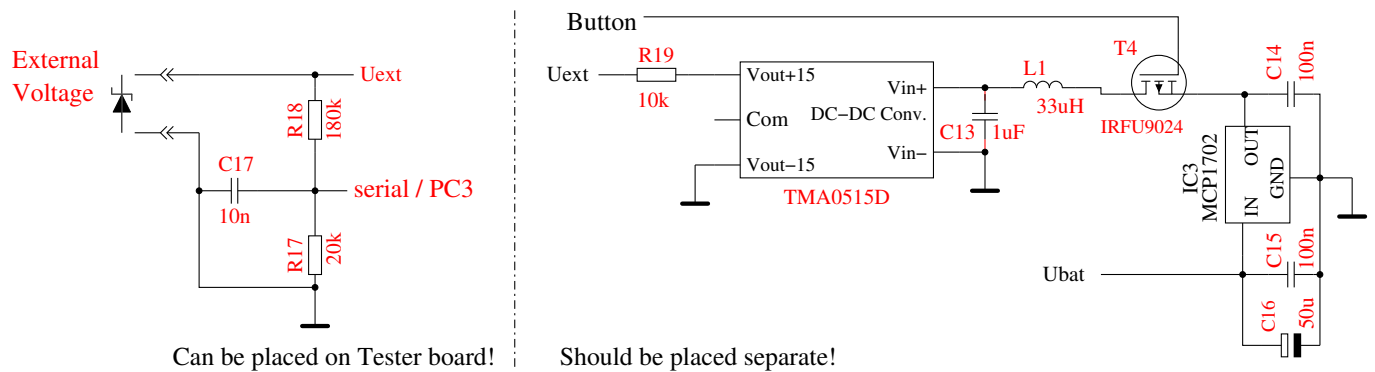 External
Voltage
Uext
R18
180k
C17
10n
serial / PC3
R17
20k
Can be placed on Tester board!
Button
Uext
R19
10k
Vout+15
Com
Vout−15
Vin+
DC−DC Conv.
Vin−
TMA0515D
C13
1uF
L1
33uH
T4
IRFU9024
C14
100n
IC3
MCP1702
OUT
GND
IN
C15
100n
Ubat
C16
50u
Should be placed separate!